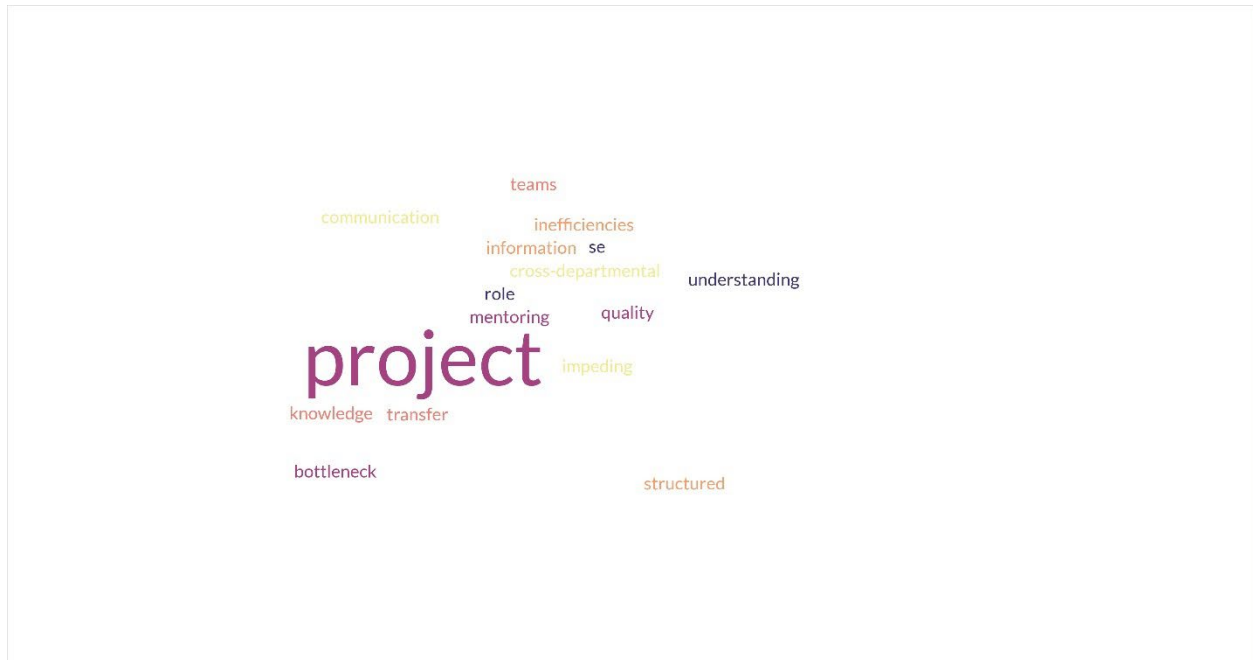 teams
communication
inefficiencies
information se
cross-departmental
understanding
role
mentoring quality
project
impeding
knowledge transfer
bottleneck
structured